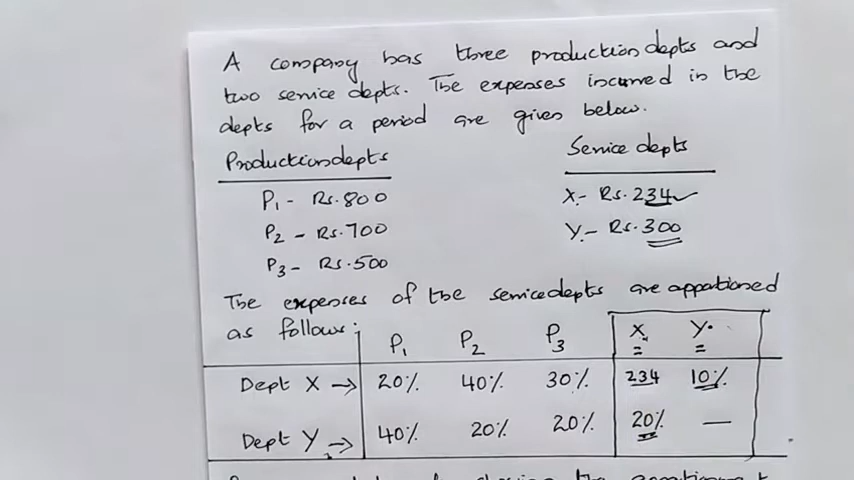 A company has three production depts and
two service depts. The expenses incurred in the
depts for a period are given below.
Production depts Service depts
P1 - Rs.800 X - Rs.234
P2 - Rs.700 Y - Rs.300
P3 - Rs.500
The expenses of the service depts are apportioned
as follows:
P1 P2 P3 X Y
Dept X → 20% 40% 30% 234 10%
Dept Y → 40% 20% 20% 20% —